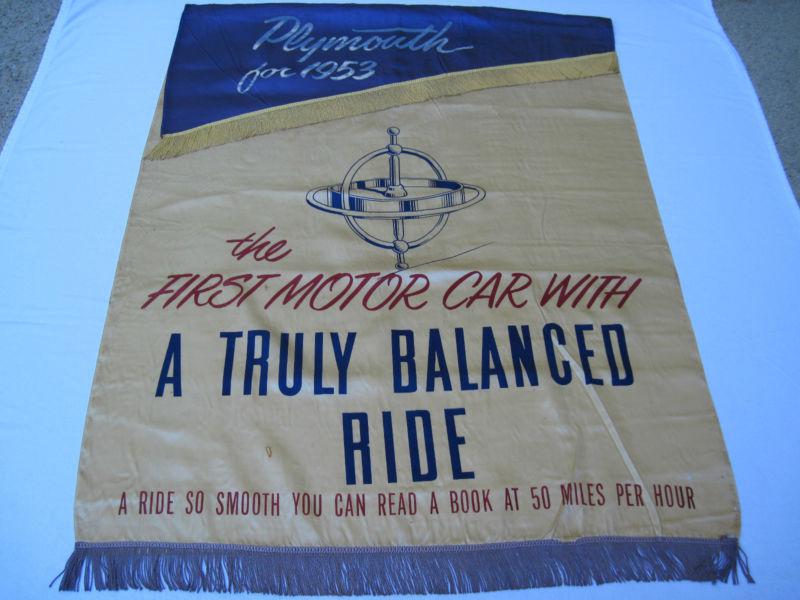 Plymouth
for 1953
the
FIRST MOTOR CAR WITH
A TRULY BALANCED
RIDE
A RIDE SO SMOOTH YOU CAN READ A BOOK AT 50 MILES PER HOUR